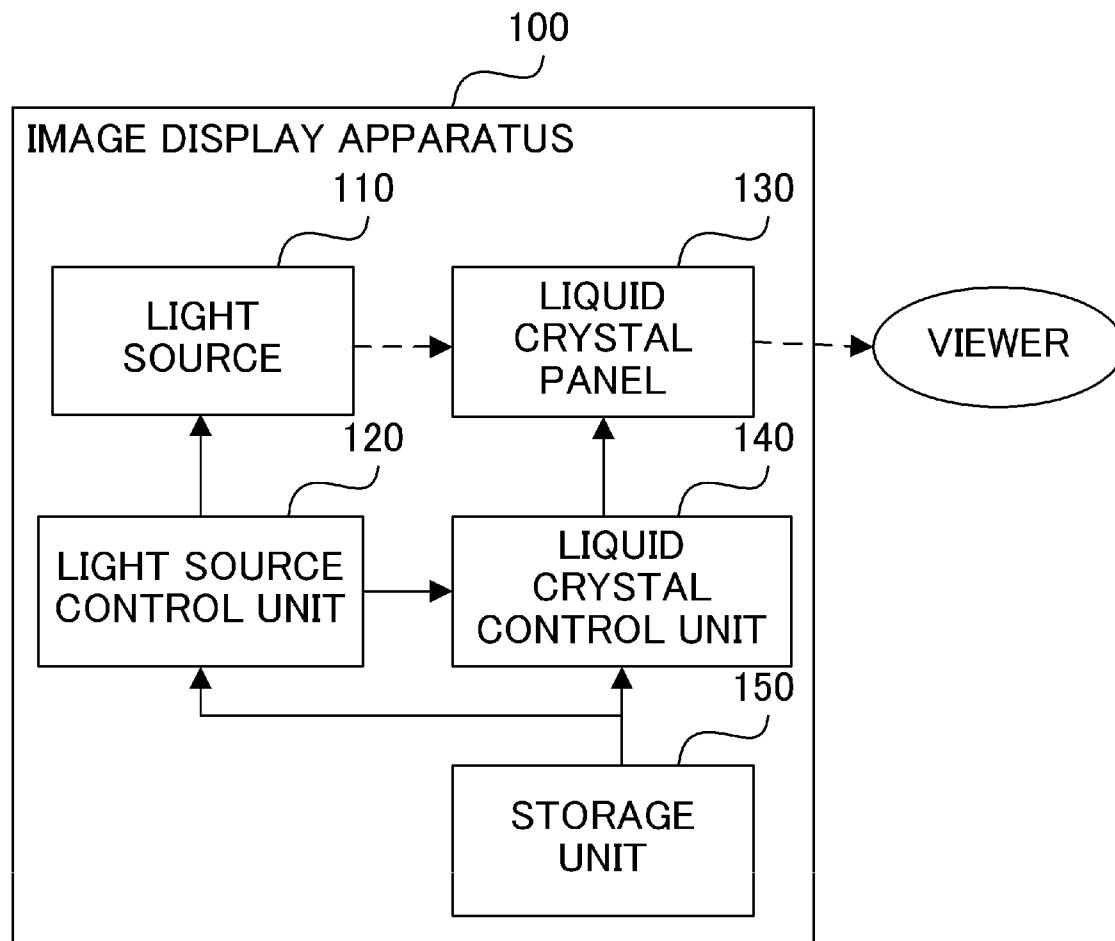 100
IMAGE DISPLAY APPARATUS
110
130
LIGHT
SOURCE
LIQUID
CRYSTAL
PANEL
VIEWER
120
140
LIGHT SOURCE
CONTROL UNIT
LIQUID
CRYSTAL
CONTROL UNIT
150
STORAGE
UNIT